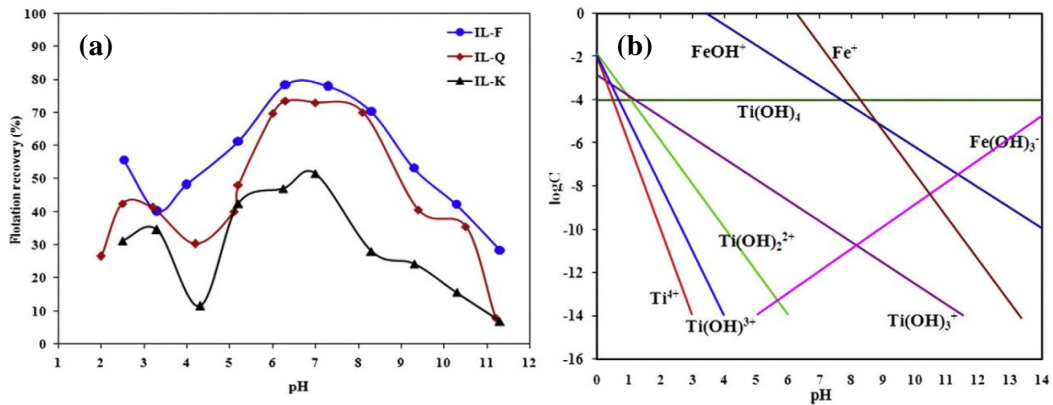 (a)
IL-F
IL-Q
IL-K
100
90
80
70
60
50
40
30
20
10
0
Flotation recovery (%)
1 2 3 4 5 6 7 8 9 10 11 12
pH
(b)
0
-2
-4
-6
-8
-10
-12
-14
-16
logC
FeOH⁺
Fe⁺
Ti(OH)₄
Fe(OH)₃⁻
Ti(OH)₂²⁺
Ti⁴⁺
Ti(OH)³⁺
Ti(OH)₃⁺
0 1 2 3 4 5 6 7 8 9 10 11 12 13 14
pH